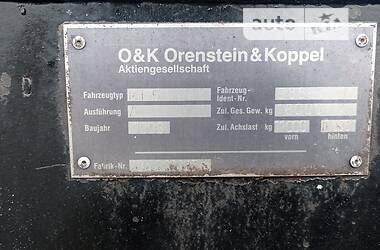 auto RIA
O&K Orenstein & Koppel
Aktiengesellschaft
Fahrzeugtyp
Fahrzeug-Ident-Nr.
Ausführung
Zul. Ges. Gew. kg
Baujahr
Zul. Achslast kg
vorn hinten
Fabrik-Nr.